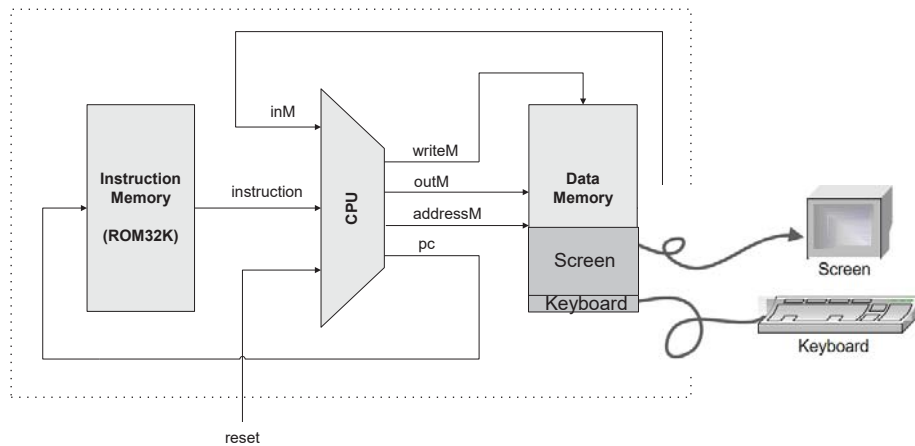 inM
writeM
Instruction
Memory
(ROM32K)
instruction
CPU
outM
addressM
pc
Data
Memory
Screen
Keyboard
Screen
Keyboard
reset